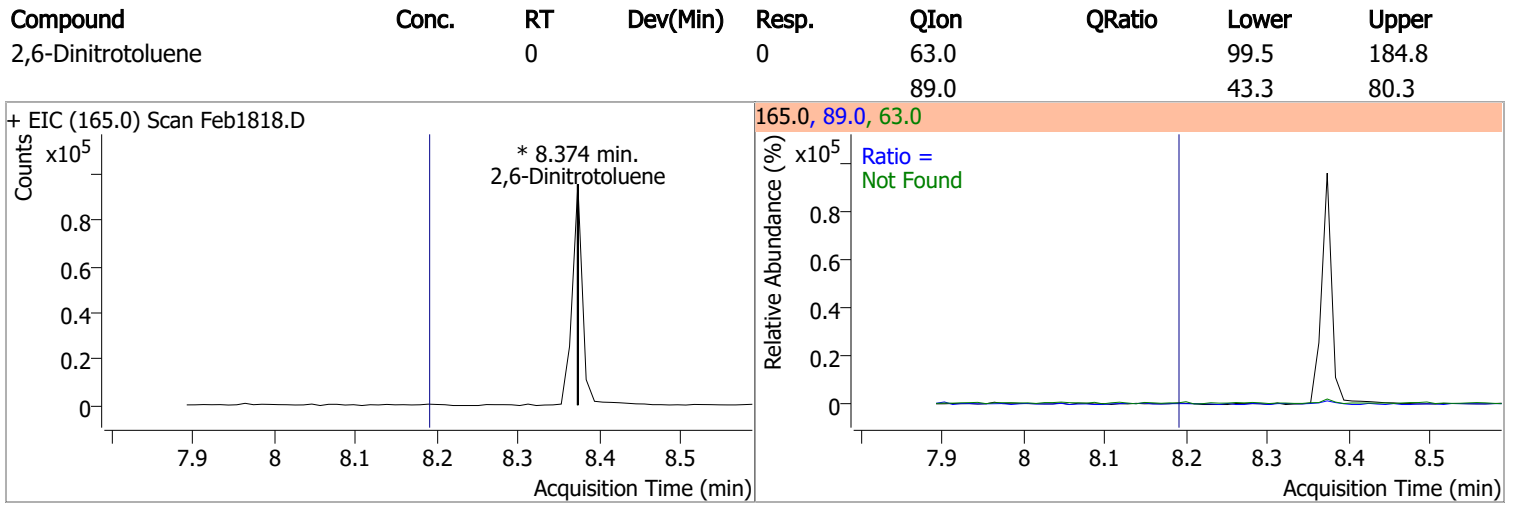 Compound Conc. RT Dev(Min) Resp. QIon QRatio Lower Upper
2,6-Dinitrotoluene 0 0 63.0 99.5 184.8
89.0 43.3 80.3
+ EIC (165.0) Scan Feb1818.D
Counts
x10^5
* 8.374 min.
2,6-Dinitrotoluene
0.8
0.6
0.4
0.2
0
7.9 8 8.1 8.2 8.3 8.4 8.5
Acquisition Time (min)
165.0, 89.0, 63.0
Relative Abundance (%)
x10^5
Ratio =
Not Found
0.8
0.6
0.4
0.2
0
7.9 8 8.1 8.2 8.3 8.4 8.5
Acquisition Time (min)